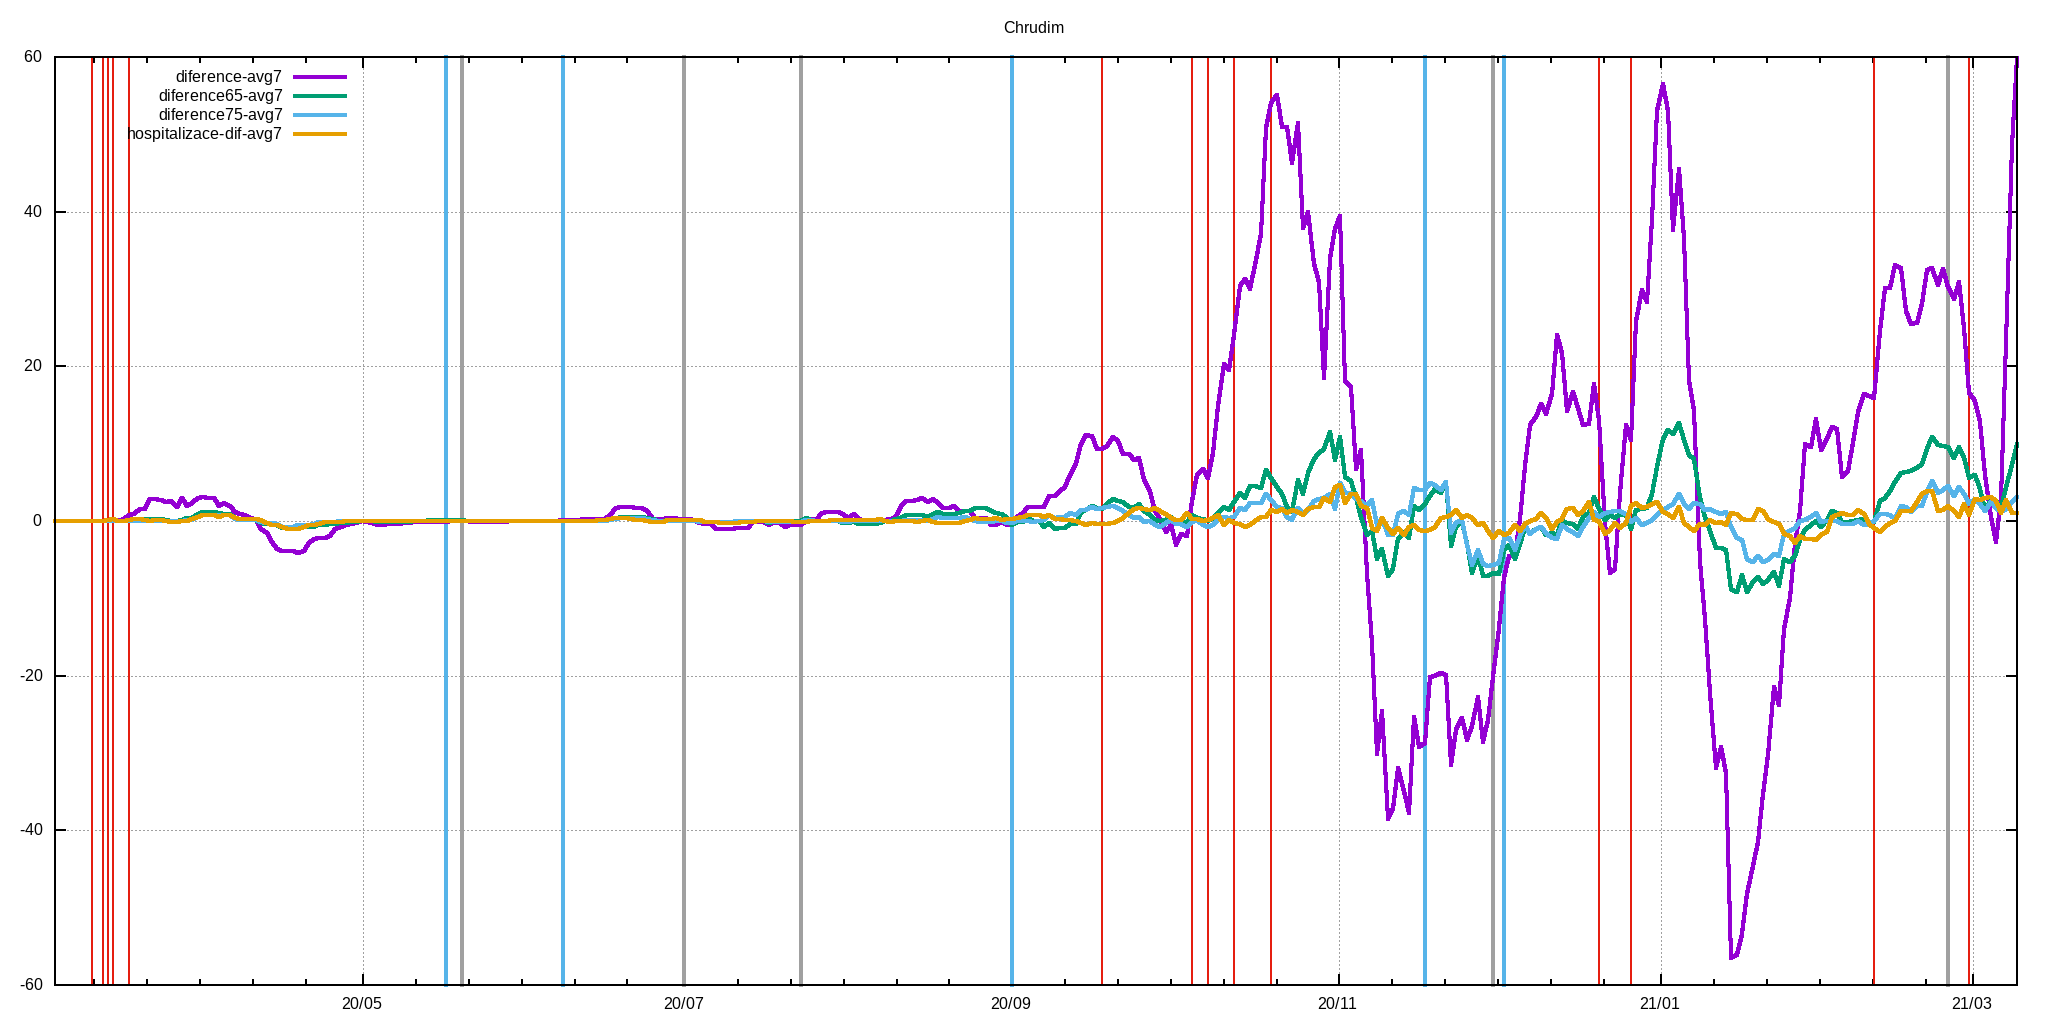 Chrudim
60
diference-avg7
diference65-avg7
diference75-avg7
hospitalizace-dif-avg7
40
20
0
-20
-40
-60
20/05
20/07
20/09
20/11
21/01
21/03